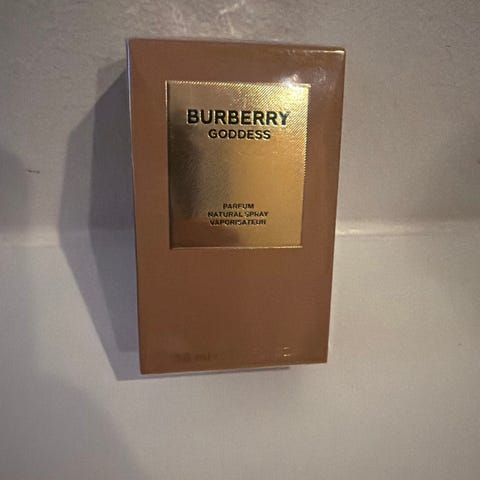 BURBERRY
GODDESS
PARFUM
NATURAL SPRAY
VAPORISATEUR